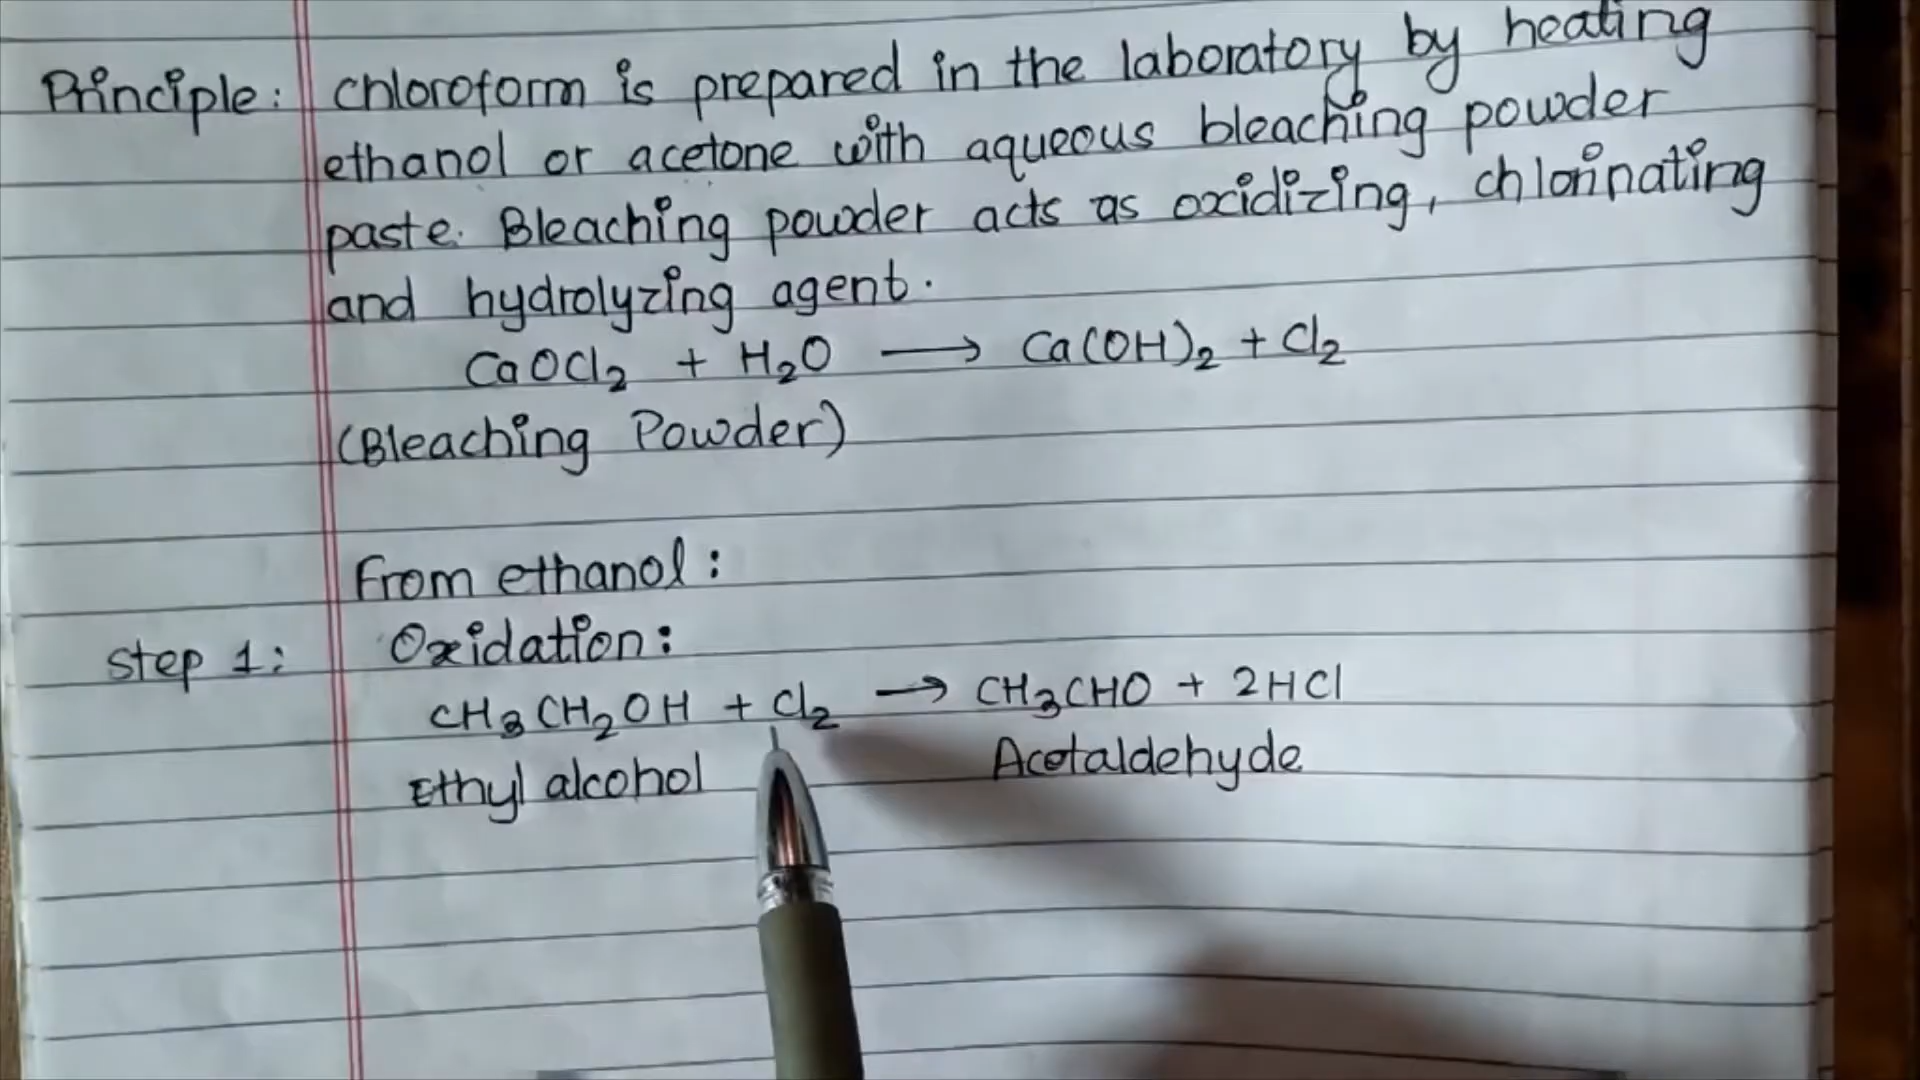 Principle: chloroform is prepared in the laboratory by heating
ethanol or acetone with aqueous bleaching powder
paste. Bleaching powder acts as oxidizing, chlorinating
and hydrolyzing agent.
CaOCl₂ + H₂O → Ca(OH)₂ + Cl₂
(Bleaching Powder)
From ethanol:
Step 1: Oxidation:
CH₃CH₂OH + Cl₂ → CH₃CHO + 2HCl
Ethyl alcohol Acetaldehyde